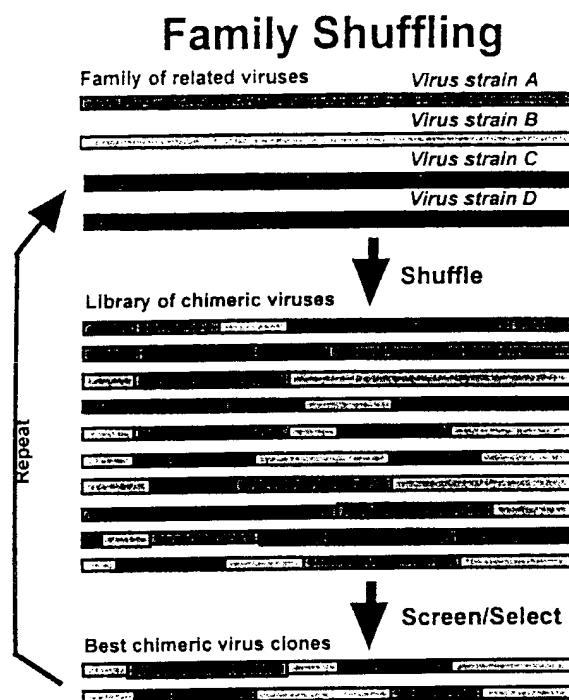 Family Shuffling
Family of related viruses
Virus strain A
Virus strain B
Virus strain C
Virus strain D
Shuffle
Library of chimeric viruses
Repeat
Screen/Select
Best chimeric virus clones